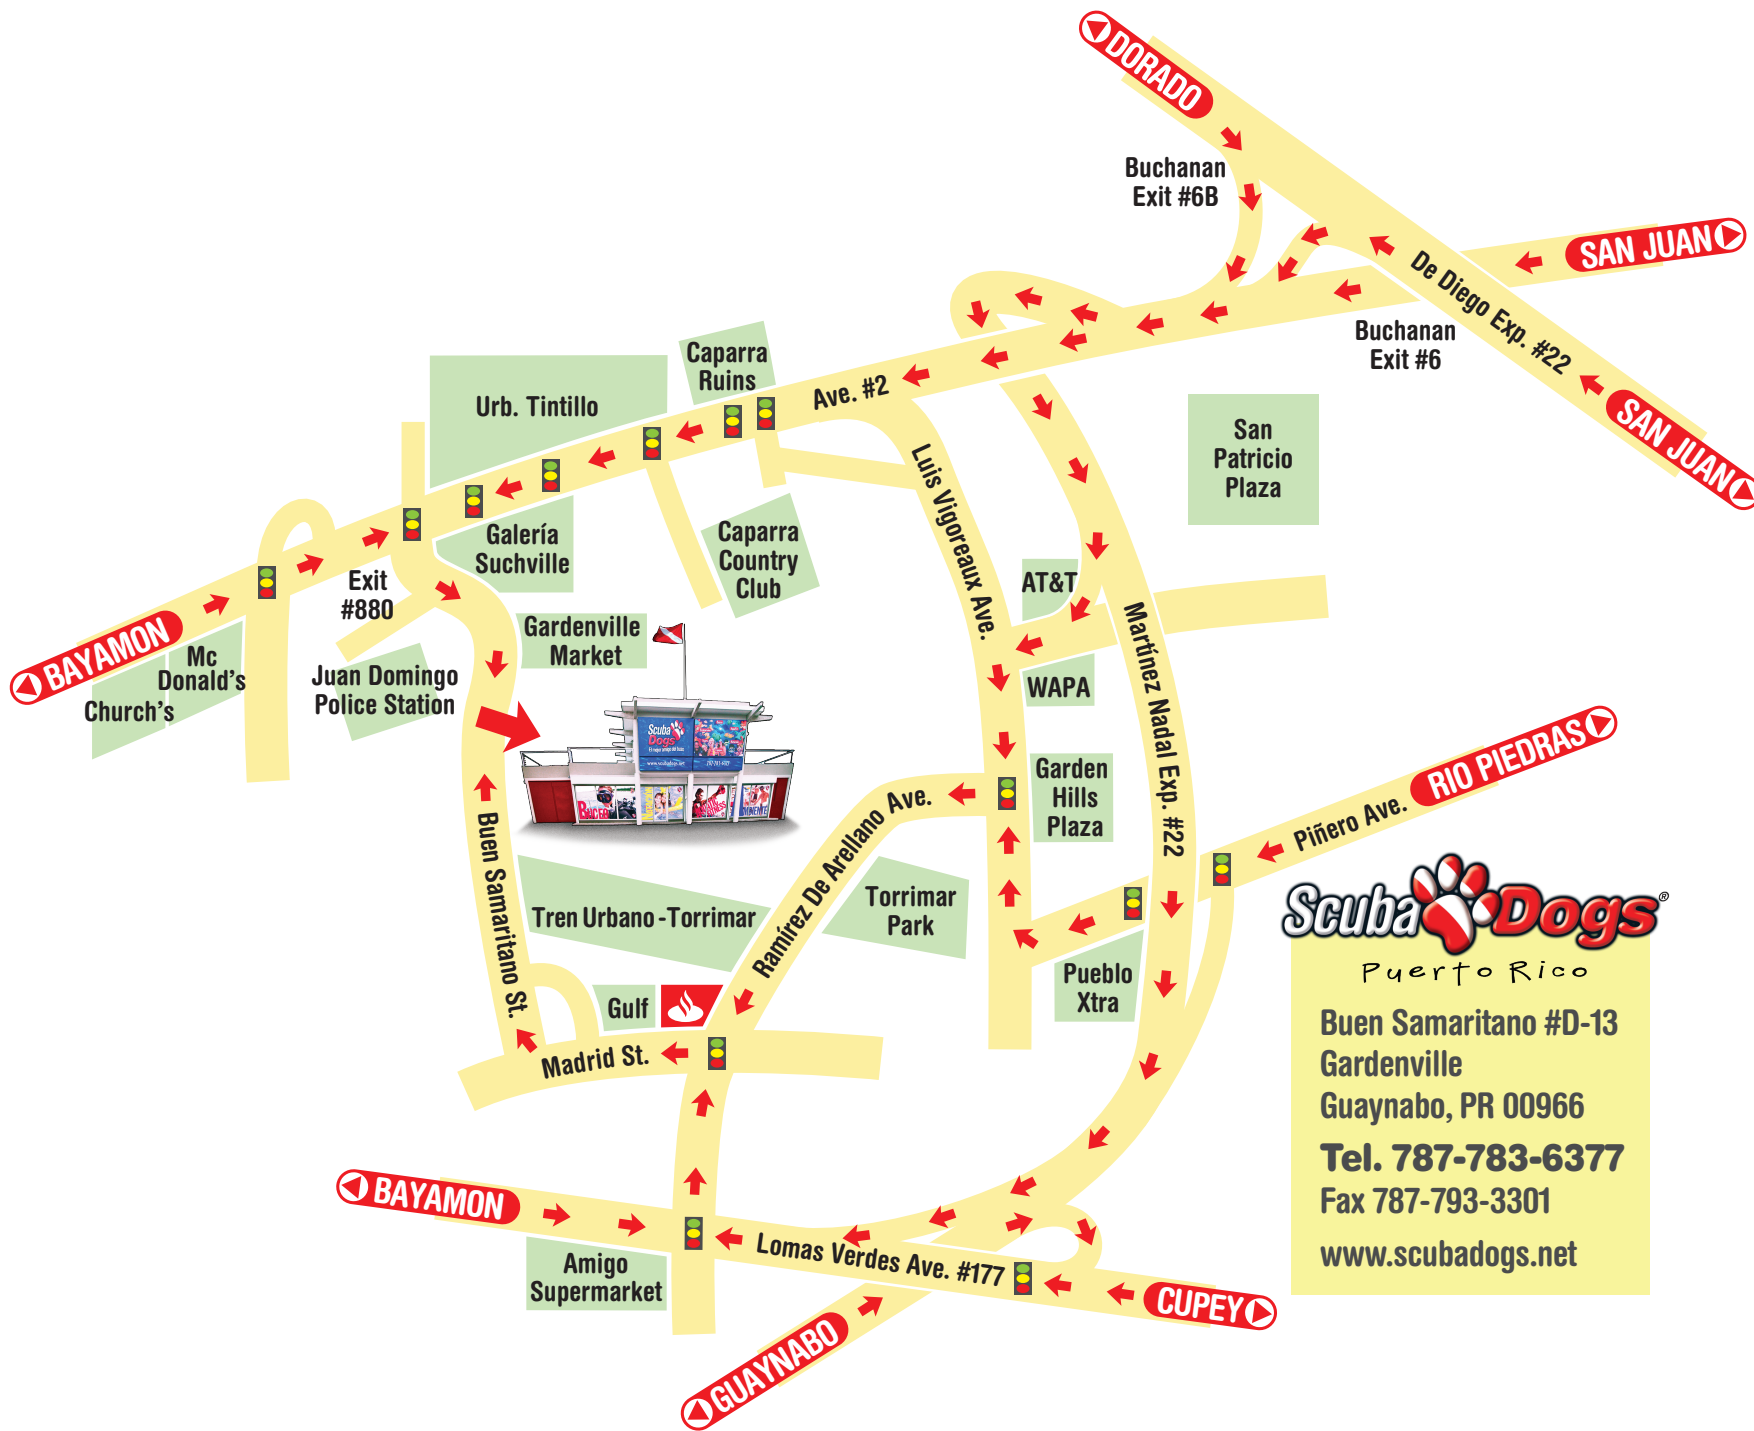 DORADO
Buchanan
Exit #6B
SAN JUAN
De Diego Exp. #22
Buchanan
Exit #6
SAN JUAN
Caparra
Ruins
Ave. #2
Urb. Tintillo
San
Patricio
Plaza
Luis Vigoreaux Ave.
Galería
Suchville
Caparra
Country
Club
Exit
#880
AT&T
Martínez Nadal Exp. #22
BAYAMON
Mc
Donald's
Church's
Gardenville
Market
Juan Domingo
Police Station
WAPA
Scuba
Dogs
www.scubadogs.net
Garden
Hills
Plaza
RIO PIEDRAS
Piñero Ave.
Buen Samaritano St.
Ramírez De Arellano Ave.
Tren Urbano -Torrimar
Torrimar
Park
Pueblo
Xtra
Gulf
Madrid St.
BAYAMON
Lomas Verdes Ave. #177
Amigo
Supermarket
CUPEY
GUAYNABO
Scuba Dogs®
Puerto Rico
Buen Samaritano #D-13
Gardenville
Guaynabo, PR 00966
Tel. 787-783-6377
Fax 787-793-3301
www.scubadogs.net